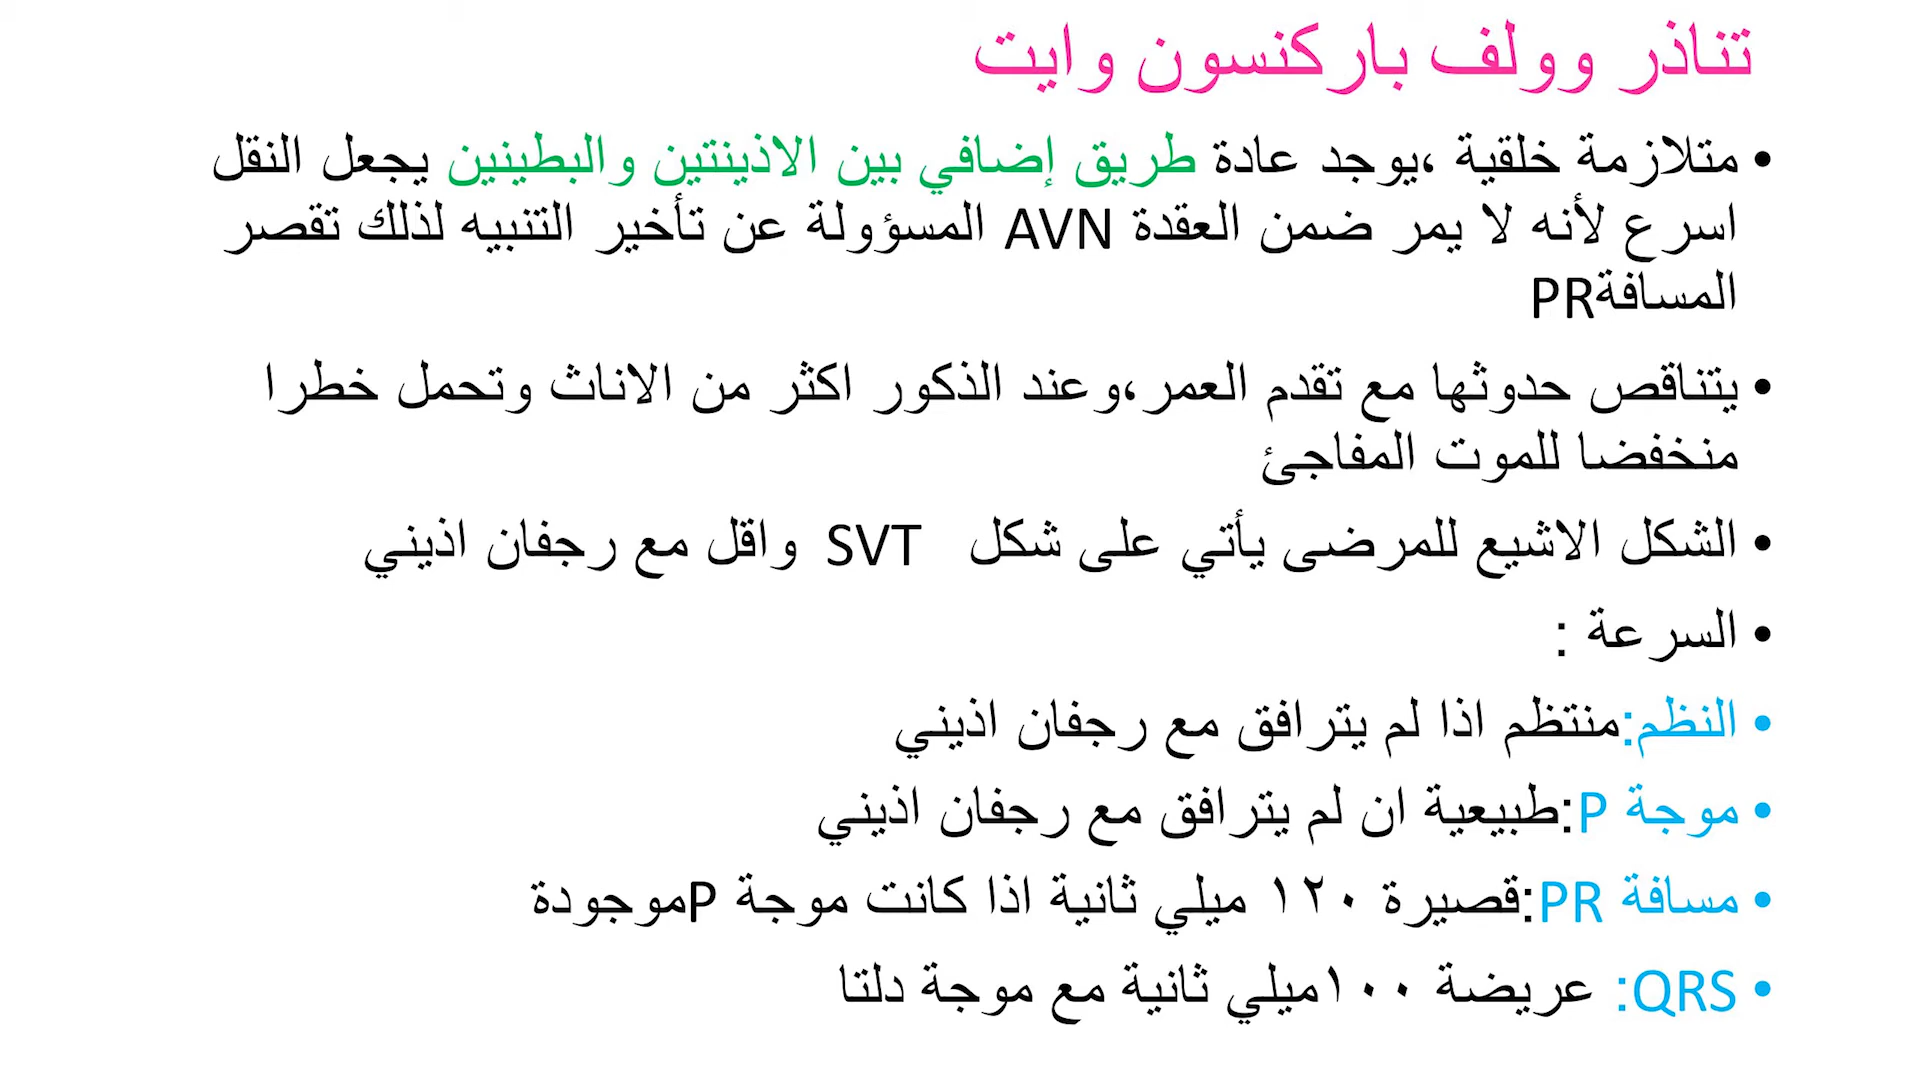 تناذر وولف باركنسون وايت
• متلازمة خلقية ،يوجد عادة طريق إضافي بين الاذينتين والبطينين يجعل النقل
اسرع لأنه لا يمر ضمن العقدة AVN المسؤولة عن تأخير التنبيه لذلك تقصر
المسافةPR
• يتناقص حدوثها مع تقدم العمر،وعند الذكور اكثر من الاناث وتحمل خطرا
منخفضا للموت المفاجئ
• الشكل الاشيع للمرضى يأتي على شكل SVT واقل مع رجفان اذيني
• السرعة :
• النظم:منتظم اذا لم يترافق مع رجفان اذيني
• موجة P:طبيعية ان لم يترافق مع رجفان اذيني
• مسافة PR:قصيرة ١٢٠ ميلي ثانية اذا كانت موجة Pموجودة
• QRS: عريضة ١٠٠ميلي ثانية مع موجة دلتا